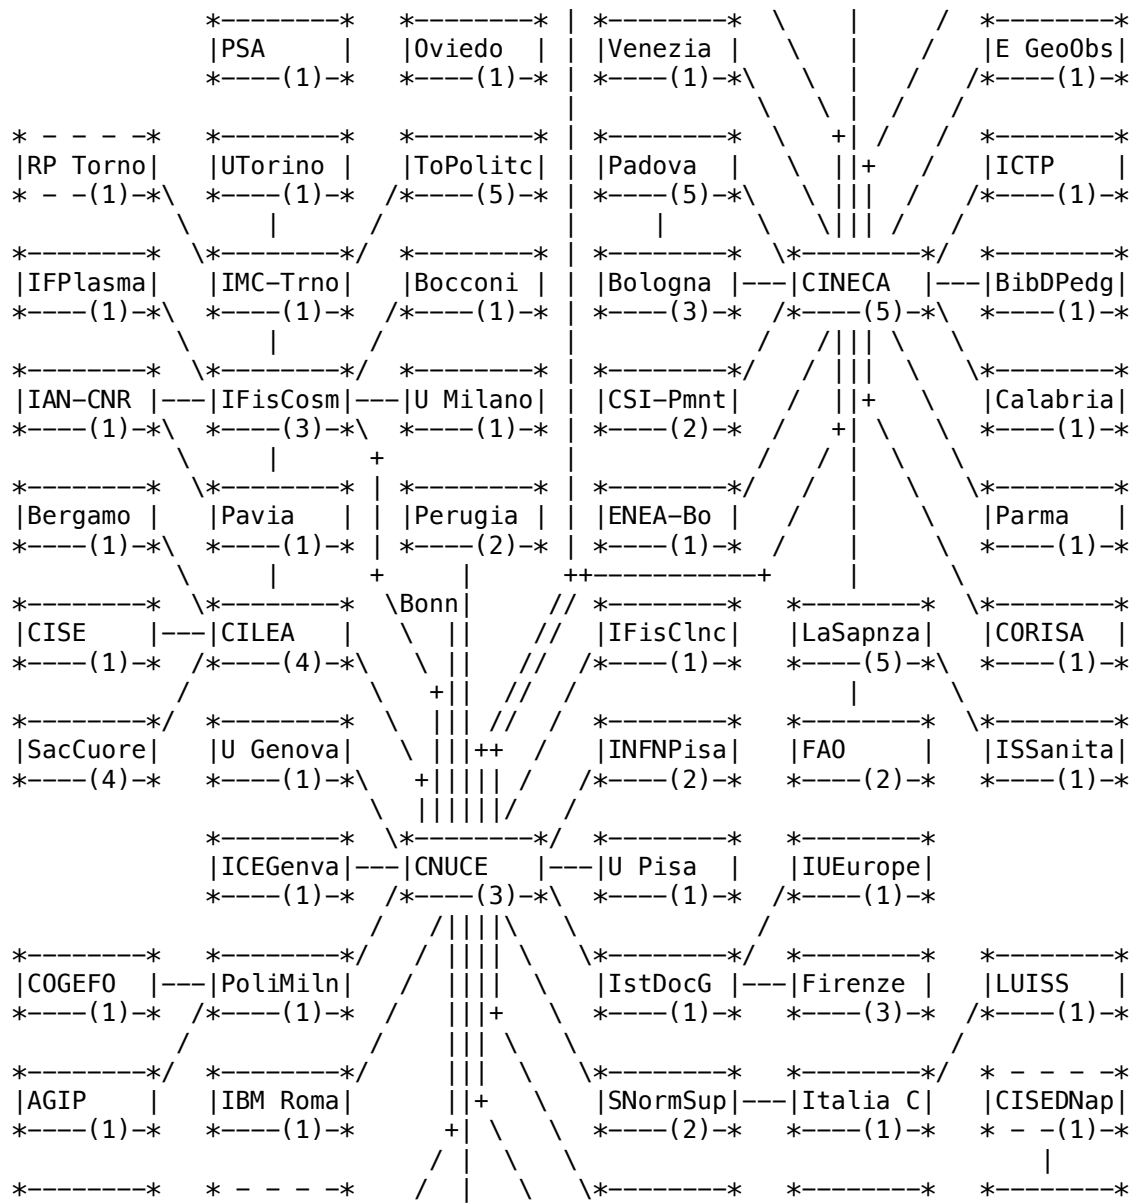 *--------*   *--------* | *--------*  \     |     /  *--------*
               |PSA     |   |Oviedo  | | |Venezia |   \    |    /   |E GeoObs|
               *----(1)-*   *----(1)-* | *----(1)-*\   \   |   /   /*----(1)-*
                                       |            \   \  |  /   /
* - - - -*     *--------*   *--------* | *--------*  \   +| /   /   *--------*
|RP Torno|   |UTorino |   |ToPolitc| | |Padova  |   \  ||+   /    |ICTP    |
* - -(1)-*\  *----(1)-*  /*----(5)-* | *----(5)-*\   \ |||  /   /*----(1)-*
           \    |       /            |    |       \   \||| /   /
*--------*  \*--------*/ *--------*  | *--------*  \*--------*/ *--------*
|IFPlasma|   |IMC-Trno|   |Bocconi | | |Bologna |---|CINECA  |---|BibDPedg|
*----(1)-*\  *----(1)-*  /*----(1)-* | *----(3)-*  /*----(5)-*\  *----(1)-*
           \    |       /            |            /   /||| \   \
*--------*  \*--------*/  *--------* | *--------*/   / |||  \   \*--------*
|IAN-CNR |---|IFisCosm|---|U Milano| | |CSI-Pmnt|   /  ||+   \   |Calabria|
*----(1)-*\  *----(3)-*\  *----(1)-* | *----(2)-*  /   +| \   \  *----(1)-*
           \    |      +             |            /   / |  \   \
*--------*  \*--------* | *--------* | *--------*/   /  |   \   \*--------*
|Bergamo |   |Pavia   | | |Perugia | | |ENEA-Bo |   /   |    \   |Parma   |
*----(1)-*\  *----(1)-* | *----(2)-* | *----(1)-*  /    |     \  *----(1)-*
           \    |       +     |      ++-----------+     |      \
*--------*  \*--------*  \Bonn|     // *--------*   *--------*  \*--------*
|CISE    |---|CILEA   |   \  ||    //  |IFisClnc|   |LaSapnza|   |CORISA  |
*----(1)-*  /*----(4)-*\   \ ||   //  /*----(1)-*   *----(5)-*\  *----(1)-*
           /            \   +||  //  /                  |      \
*--------*/  *--------*  \  ||| //  /  *--------*   *--------*  \*--------*
|SacCuore|   |U Genova|   \ |||++  /   |INFNPisa|   |FAO     |   |ISSanita|
*----(4)-*   *----(1)-*\   +||||| /   /*----(2)-*   *----(2)-*   *----(1)-*
                        \  ||||||/   /
             *--------*  \*--------*/  *--------*   *--------*
             |ICEGenva|---|CNUCE   |---|U Pisa  |   |IUEurope|
             *----(1)-*  /*----(3)-*\  *----(1)-*  /*----(1)-*
                        /   /||||\   \            /
*--------*   *--------*/   / |||| \   \*--------*/  *--------*   *--------*
|COGEFO  |---|PoliMiln|   /  ||||  \   |IstDocG |---|Firenze |   |LUISS   |
*----(1)-*  /*----(1)-*  /   |||+   \  *----(1)-*   *----(3)-*  /*----(1)-*
           /            /    ||| \   \                         /
*--------*/  *--------*/     |||  \   \*--------*   *--------*/  * - - - -*
|AGIP    |   |IBM Roma|      ||+   \   |SNormSup|---|Italia C|   |CISEDNap|
*----(1)-*   *----(1)-*      +| \   \  *----(2)-*   *----(1)-*   * - -(1)-*
                            / |  \   \                               |
*--------*   * - - - -*    /  |   \   \*--------*   *--------*   *--------*